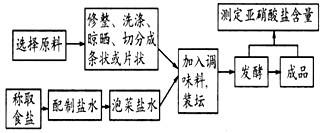 测定亚硝酸盐含量
选择原料
修整、洗涤、
晾晒、切分成
条状或片状
加入调
味料,
装坛
发酵
成品
称取
食盐
配制盐水
泡菜盐水